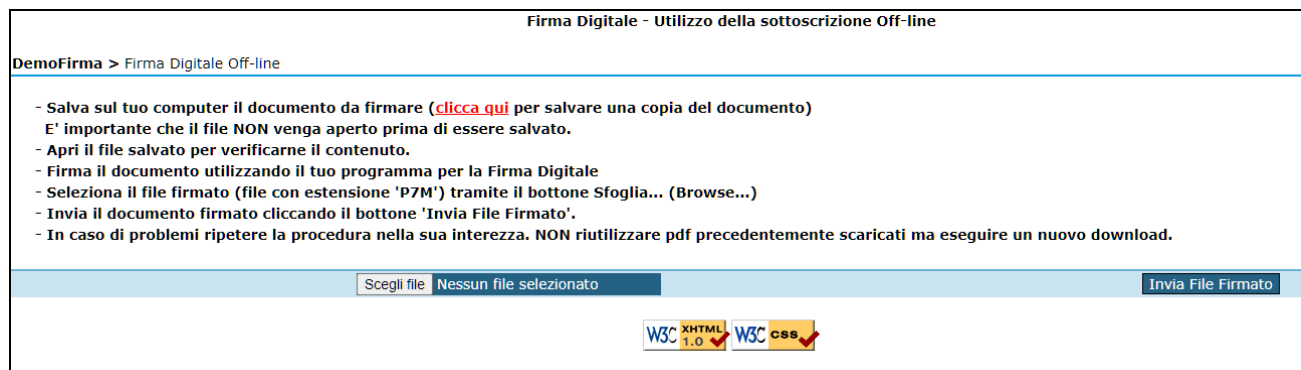 Firma Digitale - Utilizzo della sottoscrizione Off-line
DemoFirma > Firma Digitale Off-line
- Salva sul tuo computer il documento da firmare (clicca qui per salvare una copia del documento)
E' importante che il file NON venga aperto prima di essere salvato.
- Apri il file salvato per verificarne il contenuto.
- Firma il documento utilizzando il tuo programma per la Firma Digitale
- Seleziona il file firmato (file con estensione 'P7M') tramite il bottone Sfoglia... (Browse...)
- Invia il documento firmato cliccando il bottone 'Invia File Firmato'.
- In caso di problemi ripetere la procedura nella sua interezza. NON riutilizzare pdf precedentemente scaricati ma eseguire un nuovo download.
Scegli file Nessun file selezionato Invia File Firmato
W3C XHTML 1.0 W3C css